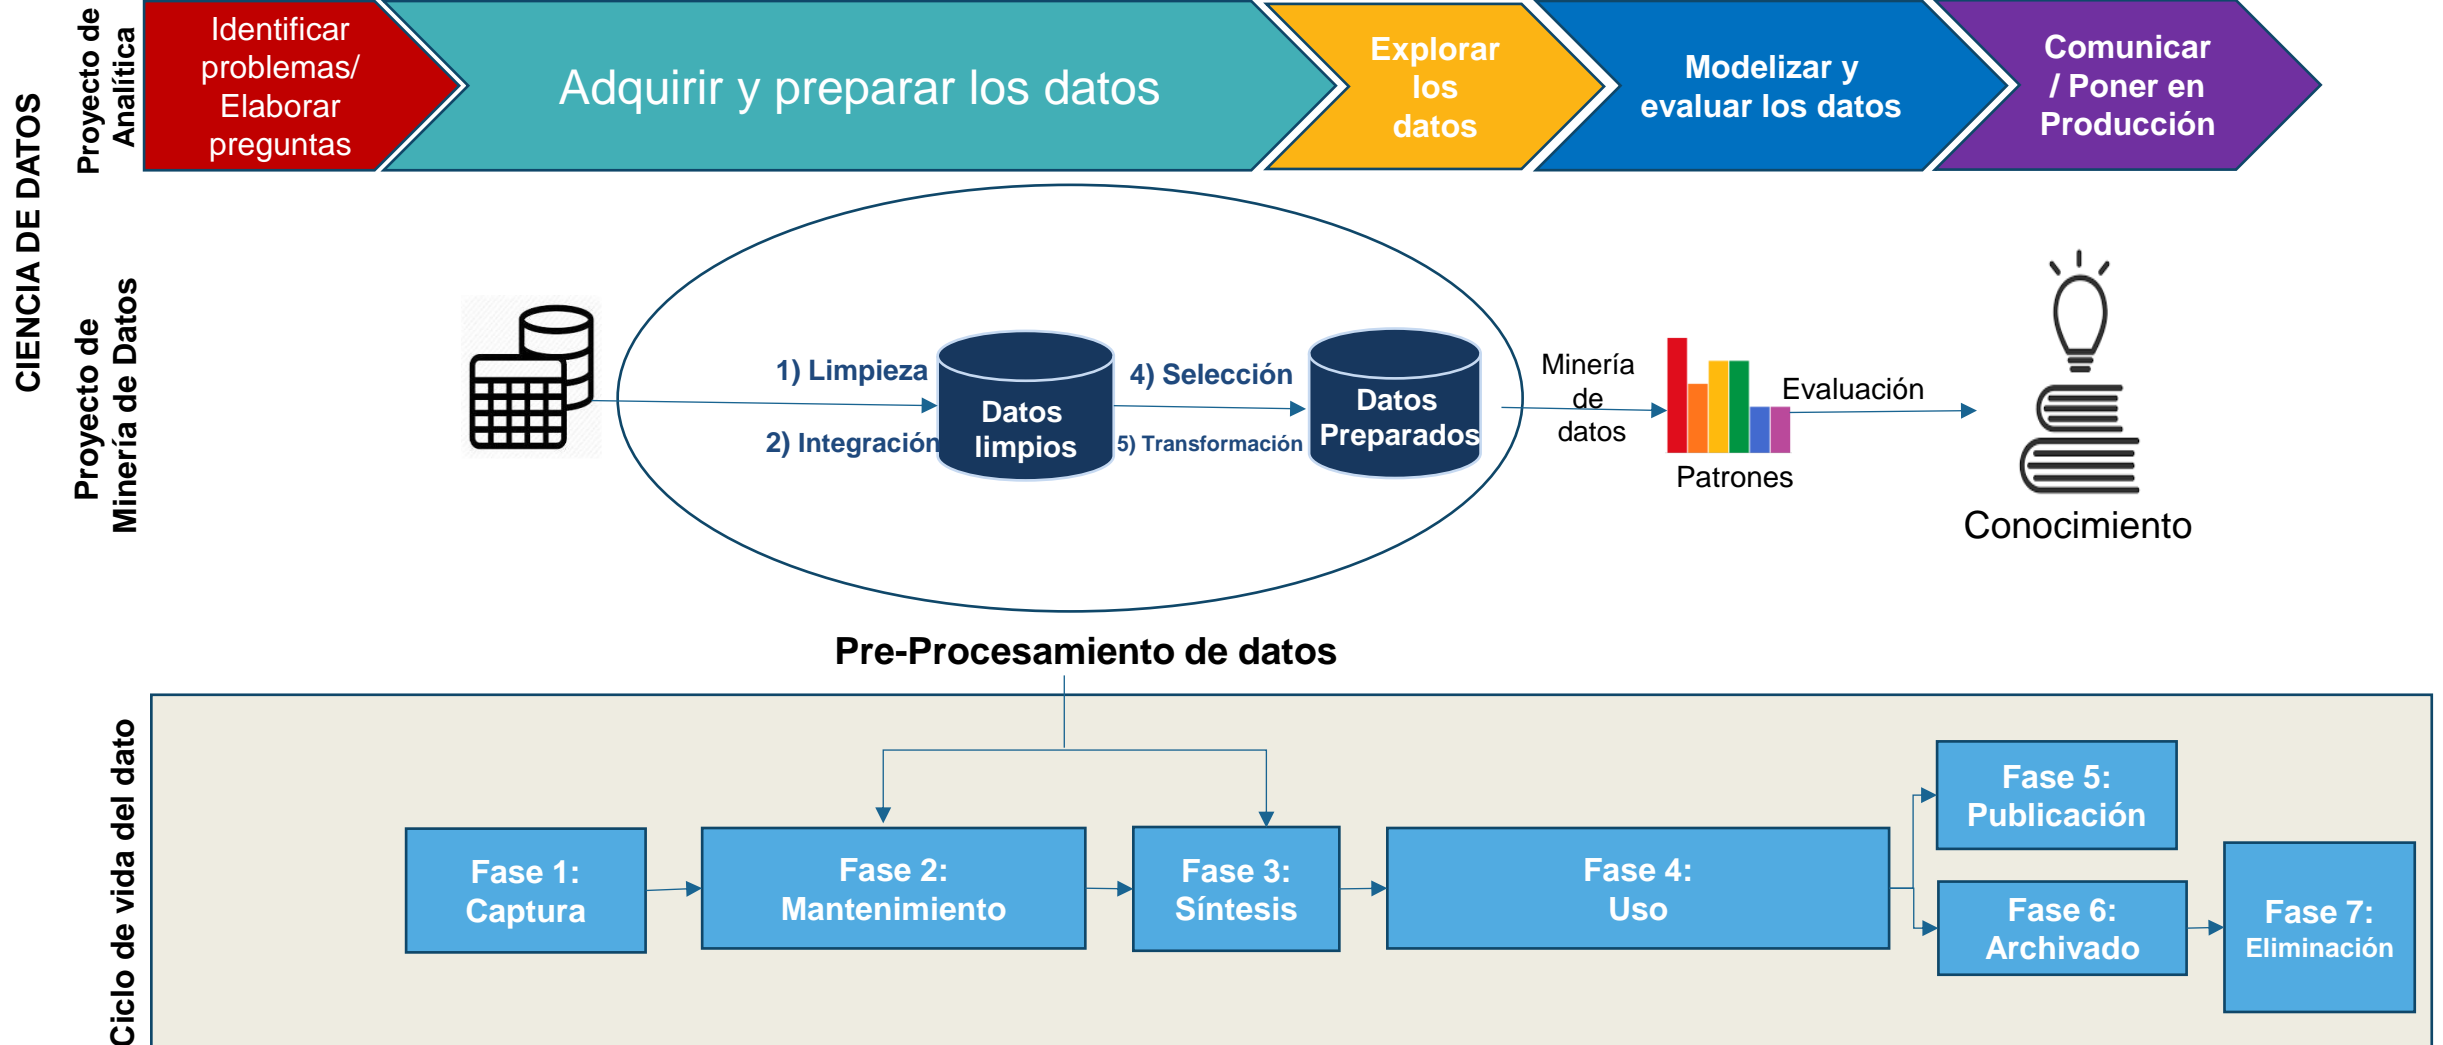 CIENCIA DE DATOS
Proyecto de
Analítica
Identificar
problemas/
Elaborar
preguntas
Adquirir y preparar los datos
Explorar
los
datos
Modelizar y
evaluar los datos
Comunicar
/ Poner en
Producción
Proyecto de
Minería de Datos
1) Limpieza
2) Integración
Datos
limpios
4) Selección
5) Transformación
Datos
Preparados
Minería
de
datos
Patrones
Evaluación
Conocimiento
Pre-Procesamiento de datos
Ciclo de vida del dato
Fase 1:
Captura
Fase 2:
Mantenimiento
Fase 3:
Síntesis
Fase 4:
Uso
Fase 5:
Publicación
Fase 6:
Archivado
Fase 7:
Eliminación